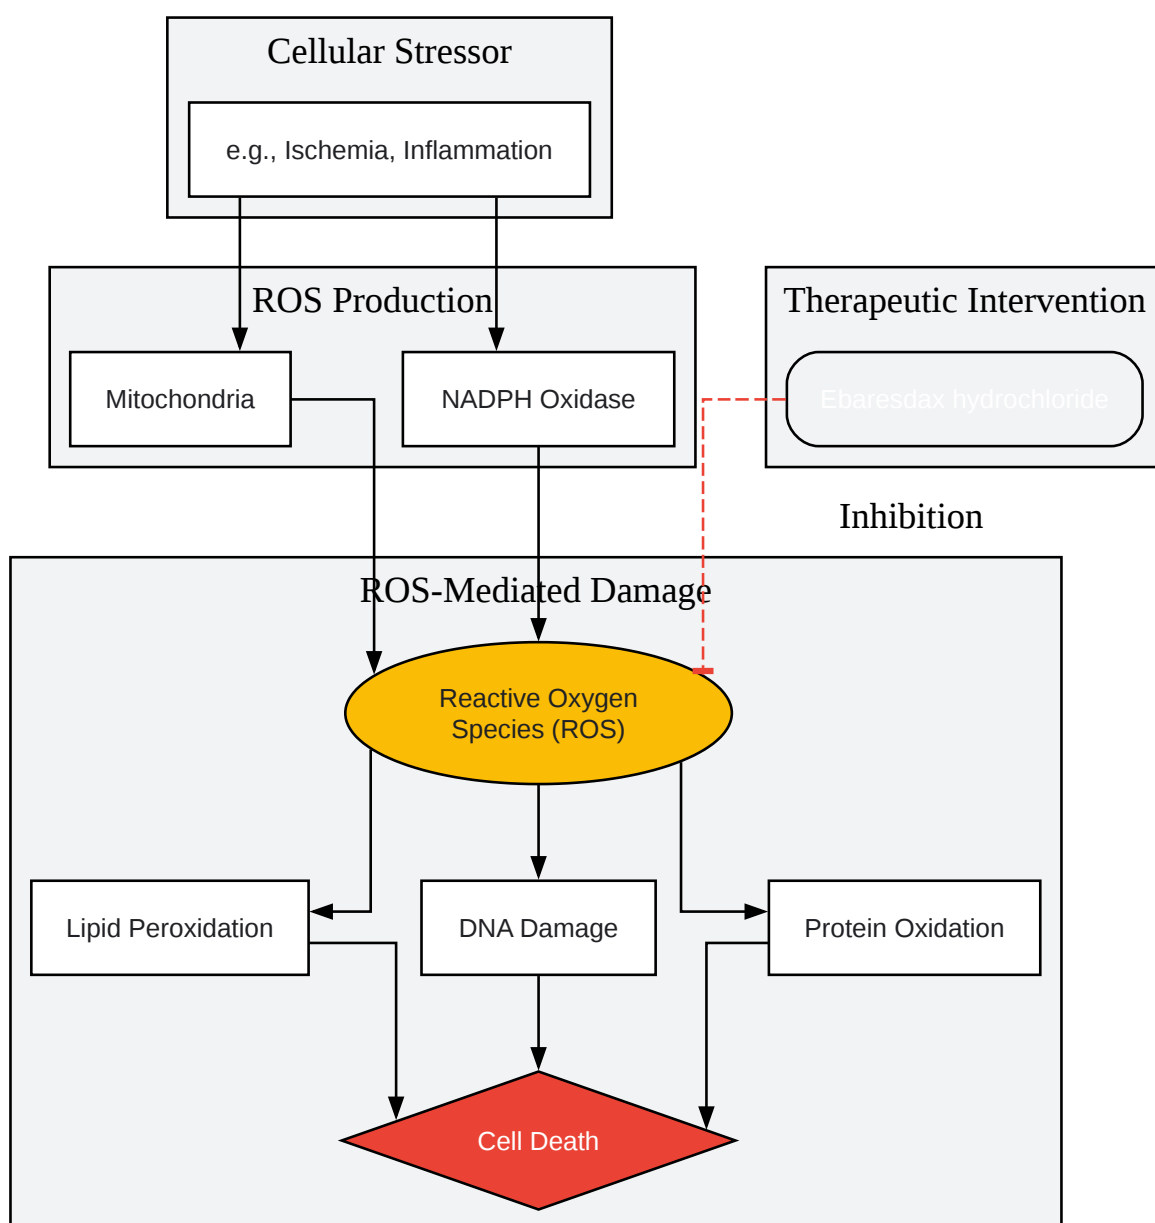 Cellular Stressor
e.g., Ischemia, Inflammation
ROS Production
Therapeutic Intervention
Mitochondria
NADPH Oxidase
Ebaresdax hydrochloride
Inhibition
ROS-Mediated Damage
Reactive Oxygen
Species (ROS)
Lipid Peroxidation
DNA Damage
Protein Oxidation
Cell Death